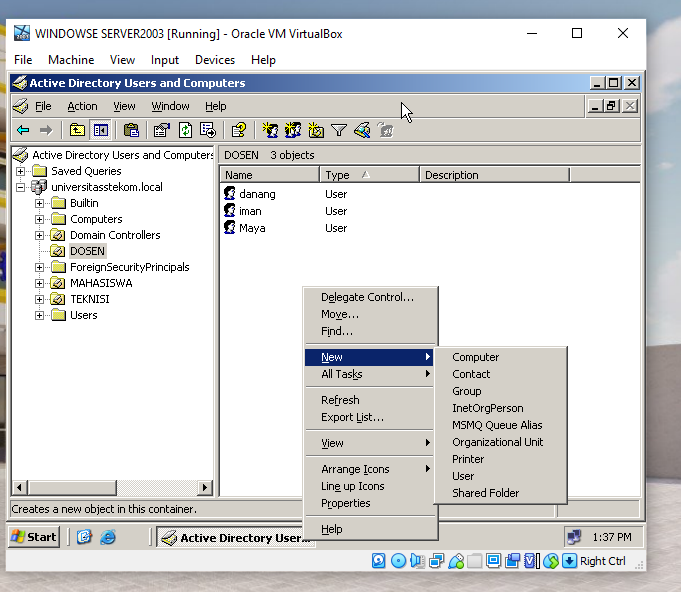 WINDOWSE SERVER2003 [Running] - Oracle VM VirtualBox
File Machine View Input Devices Help
Active Directory Users and Computers
File Action View Window Help
Active Directory Users and Computers
Saved Queries
universitasstekom.local
Builtin
Computers
Domain Controllers
DOSEN
ForeignSecurityPrincipals
MAHASISWA
TEKNISI
Users
DOSEN 3 objects
Name Type Description
danang User
iman User
Maya User
Delegate Control...
Move...
Find...
New
All Tasks
Refresh
Export List...
View
Arrange Icons
Line up Icons
Properties
Help
Computer
Contact
Group
InetOrgPerson
MSMQ Queue Alias
Organizational Unit
Printer
User
Shared Folder
Creates a new object in this container.
Start Active Directory User... 1:37 PM
Right Ctrl